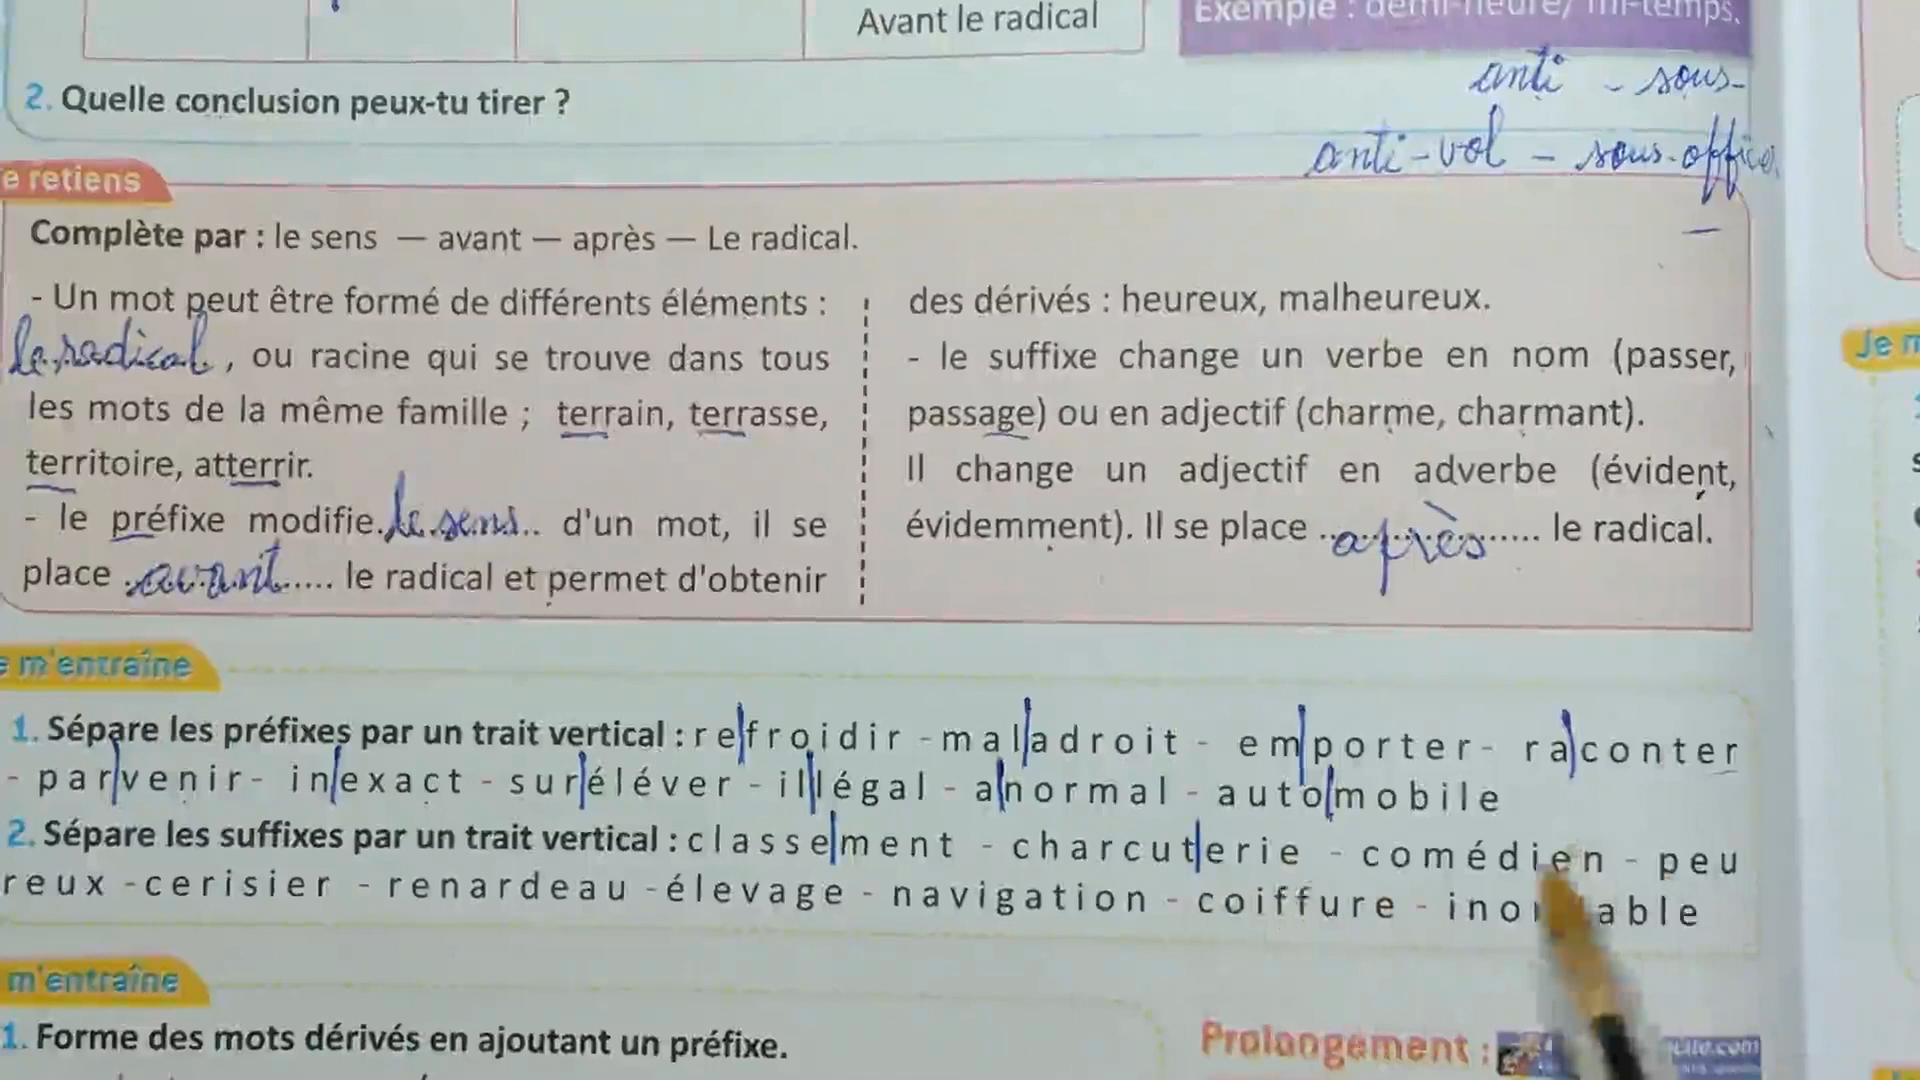 Avant le radical
Exemple : demi-heure/ mi-temps.
2. Quelle conclusion peux-tu tirer ?
anti - sous-
anti-vol - sous-office
e retiens
Complète par : le sens — avant — après — Le radical.
- Un mot peut être formé de différents éléments :
le radical, ou racine qui se trouve dans tous
les mots de la même famille ; terrain, terrasse,
territoire, atterrir.
- le préfixe modifie le sens d'un mot, il se
place avant le radical et permet d'obtenir
des dérivés : heureux, malheureux.
- le suffixe change un verbe en nom (passer,
passage) ou en adjectif (charme, charmant).
Il change un adjectif en adverbe (évident,
évidemment). Il se place après le radical.
Je m
e m'entraîne
1. Sépare les préfixes par un trait vertical : re|froidir - mal|adroit - em|porter - ra|conter
- par|venir - in|exact - sur|éléver - il|légal - a|normal - auto|mobile
2. Sépare les suffixes par un trait vertical : classe|ment - charcut|erie - comédien - peu
reux - cerisier - renardeau - élevage - navigation - coiffure - ino able
m'entraîne
1. Forme des mots dérivés en ajoutant un préfixe.
Prolongement :